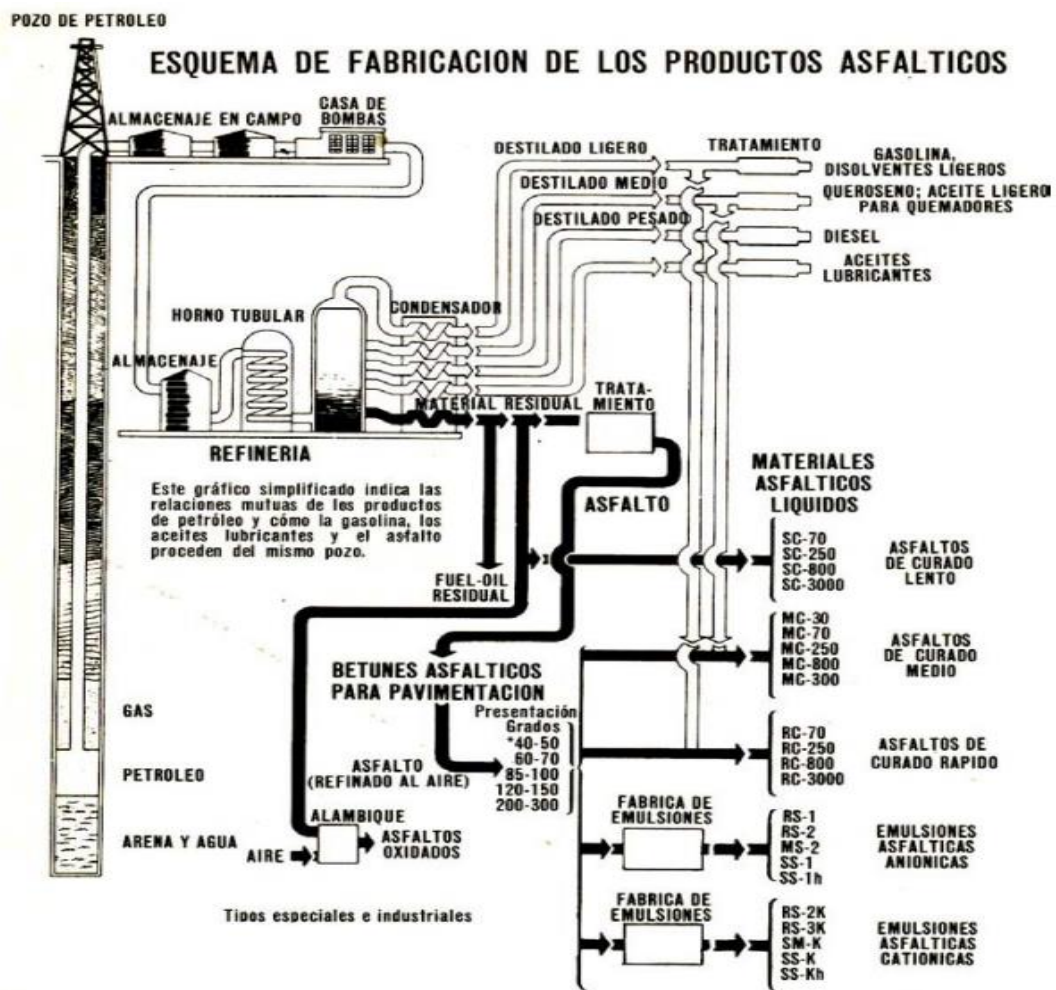 POZO DE PETROLEO
ESQUEMA DE FABRICACION DE LOS PRODUCTOS ASFALTICOS
ALMACENAJE EN CAMPO
CASA DE
BOMBAS
DESTILADO LIGERO
TRATAMIENTO
GASOLINA,
DISOLVENTES LIGEROS
DESTILADO MEDIO
QUEROSENO; ACEITE LIGERO
PARA QUEMADORES
DESTILADO PESADO
DIESEL
ACEITES
LUBRICANTES
HORNO TUBULAR
CONDENSADOR
ALMACENAJE
MATERIAL RESIDUAL
TRATA-
MIENTO
REFINERIA
Este gráfico simplificado indica las
relaciones mutuas de los productos
de petróleo y cómo la gasolina, los
aceites lubricantes y el asfalto
proceden del mismo pozo.
ASFALTO
MATERIALES
ASFALTICOS
LIQUIDOS
FUEL-OIL
RESIDUAL
SC-70
SC-250
SC-800
SC-3000
ASFALTOS
DE CURADO
LENTO
MC-30
MC-70
MC-250
MC-800
MC-300
ASFALTOS
DE CURADO
MEDIO
BETUNES ASFALTICOS
PARA PAVIMENTACION
Presentación
Grados
*40-50
60-70
85-100
120-150
200-300
RC-70
RC-250
RC-800
RC-3000
ASFALTOS DE
CURADO RAPIDO
GAS
PETROLEO
ARENA Y AGUA
ASFALTO
(REFINADO AL AIRE)
ALAMBIQUE
AIRE
ASFALTOS
OXIDADOS
Tipos especiales e industriales
FABRICA DE
EMULSIONES
RS-1
RS-2
MS-2
SS-1
SS-1h
EMULSIONES
ASFALTICAS
ANIONICAS
FABRICA DE
EMULSIONES
RS-2K
RS-3K
SM-K
SS-K
SS-Kh
EMULSIONES
ASFALTICAS
CATIONICAS